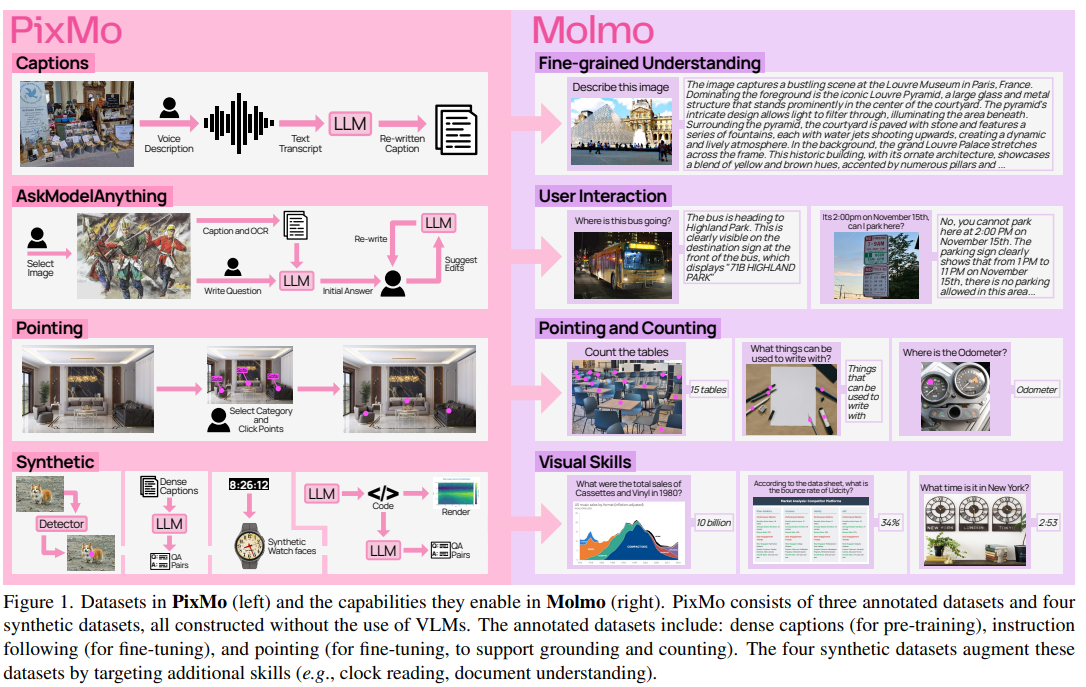 PixMo
Captions
Voice
Description
Text
Transcript
LLM
Re-written
Caption
AskModelAnything
Select
Image
Caption and OCR
Write Question
LLM
Initial Answer
Re-write
LLM
Suggest
Edits
Pointing
Select Category
and
Click Points
Synthetic
Detector
Dense
Captions
LLM
QA
Pairs
8:26:12
Synthetic
Watch faces
LLM
</>
Code
Render
LLM
QA
Pairs
Molmo
Fine-grained Understanding
Describe this image
The image captures a bustling scene at the Louvre Museum in Paris, France.
Dominating the foreground is the iconic Louvre Pyramid, a large glass and metal
structure that stands prominently in the center of the courtyard. The pyramid's
intricate design allows light to filter through, illuminating the area beneath.
Surrounding the pyramid, the courtyard is paved with stone and features a
series of fountains, each with water jets shooting upwards, creating a dynamic
and lively atmosphere. In the background, the grand Louvre Palace stretches
across the frame. This historic building, with its ornate architecture, showcases
a blend of yellow and brown hues, accented by numerous pillars and ...
User Interaction
Where is this bus going?
The bus is heading to
Highland Park. This is
clearly visible on the
destination sign at the
front of the bus, which
displays "71B HIGHLAND
PARK"
Its 2:00pm on November 15th,
can I park here?
No, you cannot park
here at 2:00 PM on
November 15th. The
parking sign clearly
shows that from 1 PM to
11 PM on November
15th, there is no parking
allowed in this area...
Pointing and Counting
Count the tables
15 tables
What things can be
used to write with?
Things
that
can be
used to
write
with
Where is the Odometer?
Odometer
Visual Skills
What were the total sales of
Cassettes and Vinyl in 1980?
10 billion
According to the data sheet, what is
the bounce rate of Udcity?
Market Analysis: Competitor Platforms
34%
What time is it in New York?
NEW YORK
LONDON
2:53
Figure 1. Datasets in PixMo (left) and the capabilities they enable in Molmo (right). PixMo consists of three annotated datasets and four
synthetic datasets, all constructed without the use of VLMs. The annotated datasets include: dense captions (for pre-training), instruction
following (for fine-tuning), and pointing (for fine-tuning, to support grounding and counting). The four synthetic datasets augment these
datasets by targeting additional skills (e.g., clock reading, document understanding).